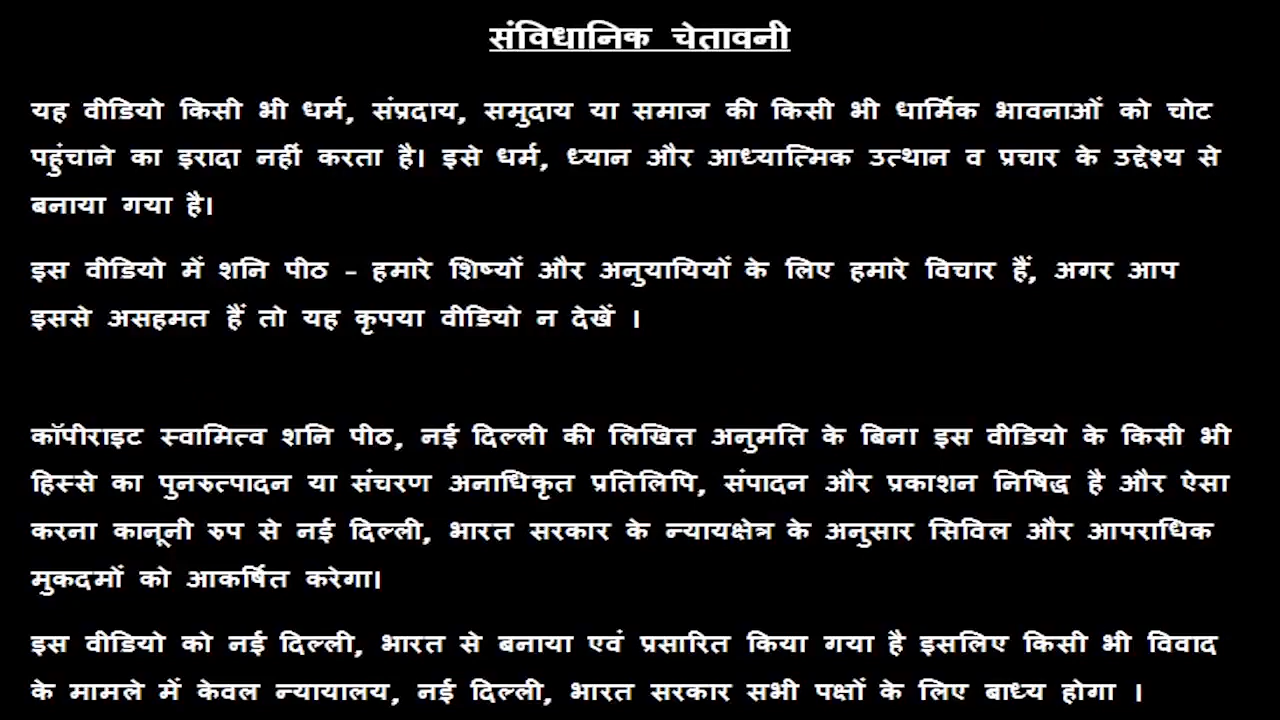 संविधानिक चेतावनी
यह वीडियो किसी भी धर्म, संप्रदाय, समुदाय या समाज की किसी भी धार्मिक भावनाओं को चोट
पहुंचाने का इरादा नहीं करता है। इसे धर्म, ध्यान और आध्यात्मिक उत्थान व प्रचार के उद्देश्य से
बनाया गया है।
इस वीडियो में शनि पीठ – हमारे शिष्यों और अनुयायियों के लिए हमारे विचार हैं, अगर आप
इससे असहमत हैं तो यह कृपया वीडियो न देखें ।
कॉपीराइट स्वामित्व शनि पीठ, नई दिल्ली की लिखित अनुमति के बिना इस वीडियो के किसी भी
हिस्से का पुनरुत्पादन या संचरण अनाधिकृत प्रतिलिपि, संपादन और प्रकाशन निषिद्ध है और ऐसा
करना कानूनी रुप से नई दिल्ली, भारत सरकार के न्यायक्षेत्र के अनुसार सिविल और आपराधिक
मुकदमों को आकर्षित करेगा।
इस वीडियो को नई दिल्ली, भारत से बनाया एवं प्रसारित किया गया है इसलिए किसी भी विवाद
के मामले में केवल न्यायालय, नई दिल्ली, भारत सरकार सभी पक्षों के लिए बाध्य होगा ।